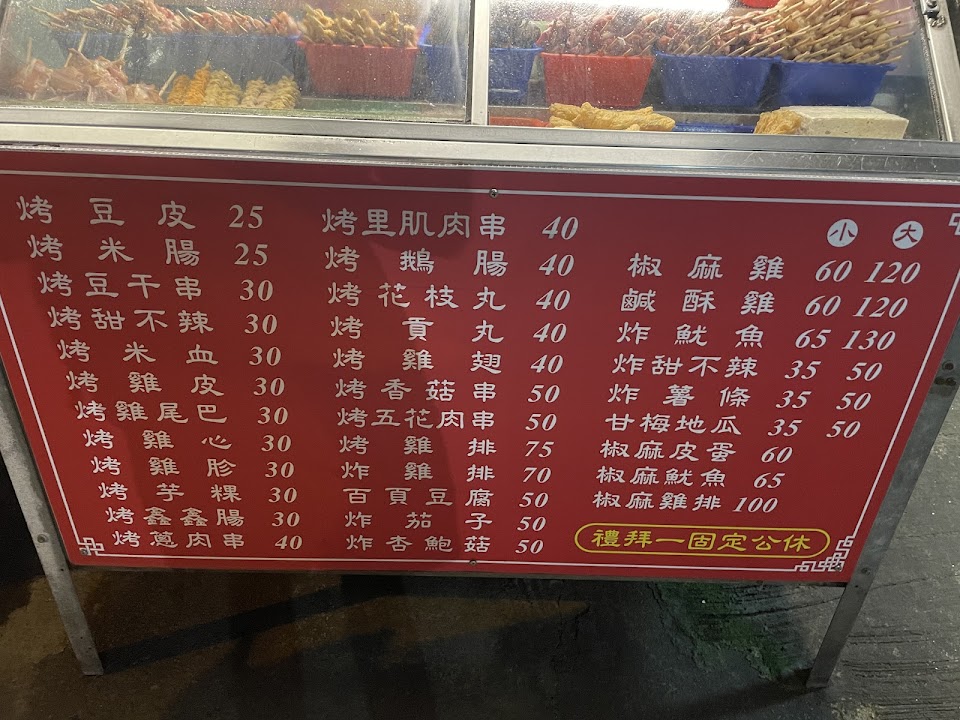 烤豆皮 25
烤米腸 25
烤豆干串 30
烤甜不辣 30
烤米血 30
烤雞皮 30
烤雞尾巴 30
烤雞心 30
烤雞胗 30
烤芋粿 30
烤鑫鑫腸 30
烤蔥肉串 40
烤里肌肉串 40
烤鵝腸 40
烤花枝丸 40
烤貢丸 40
烤雞翅 40
烤香菇串 50
烤五花肉串 50
烤雞排 75
炸雞排 70
百頁豆腐 50
炸茄子 50
炸杏鮑菇 50
小 大
椒麻雞 60 120
鹹酥雞 60 120
炸魷魚 65 130
炸甜不辣 35 50
炸薯條 35 50
甘梅地瓜 35 50
椒麻皮蛋 60
椒麻魷魚 65
椒麻雞排 100
禮拜一固定公休